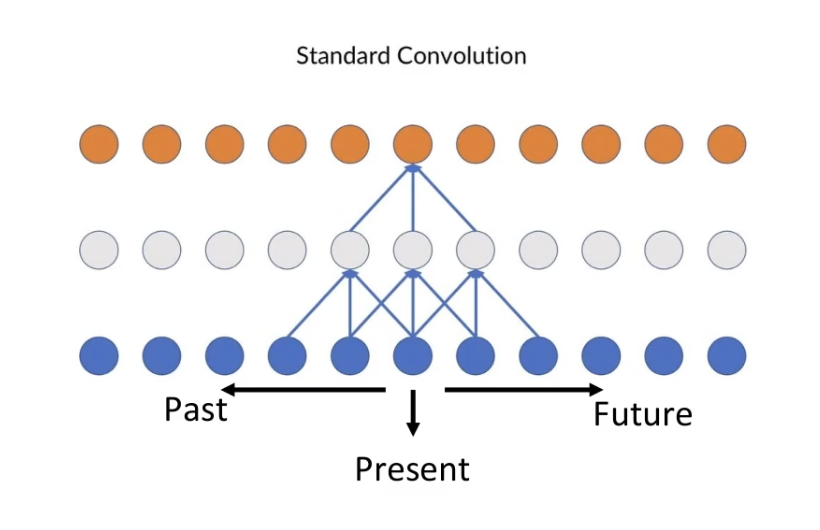 Standard Convolution
Past
Future
Present